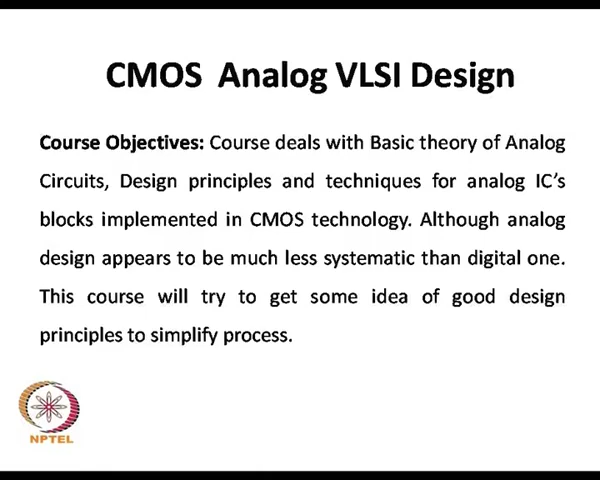 CMOS Analog VLSI Design
Course Objectives: Course deals with Basic theory of Analog
Circuits, Design principles and techniques for analog IC's
blocks implemented in CMOS technology. Although analog
design appears to be much less systematic than digital one.
This course will try to get some idea of good design
principles to simplify process.
NPTEL